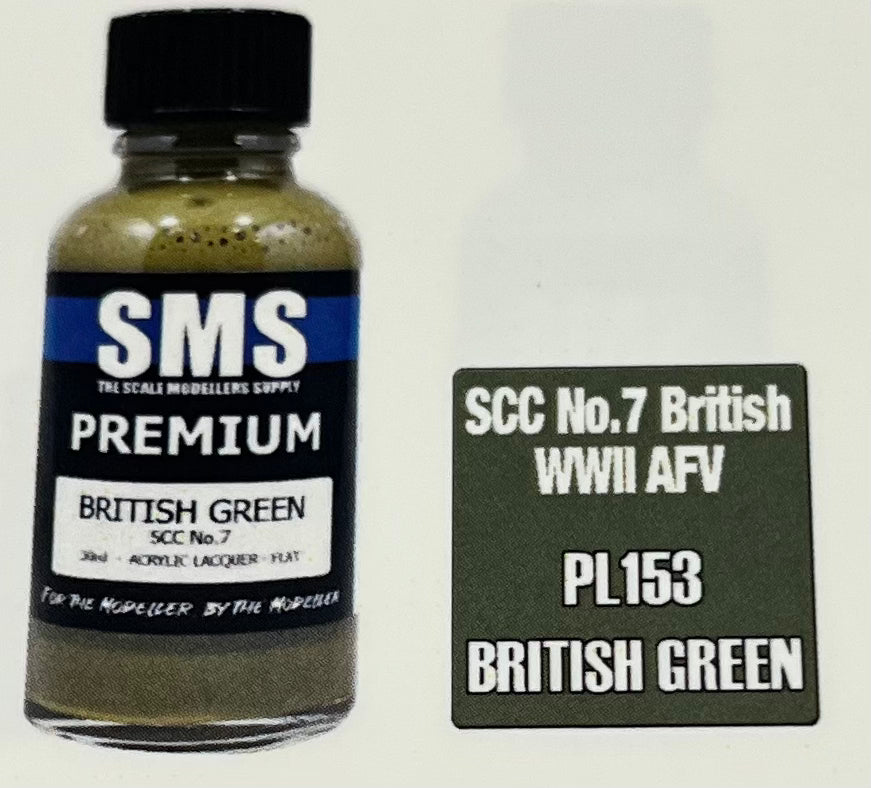 SMS
THE SCALE MODELLERS SUPPLY
PREMIUM
BRITISH GREEN
SCC No.7
30ml - ACRYLIC LACQUER - FLAT
FOR THE MODELLER BY THE MODELLER
SCC No.7 British
WWII AFV
PL153
BRITISH GREEN